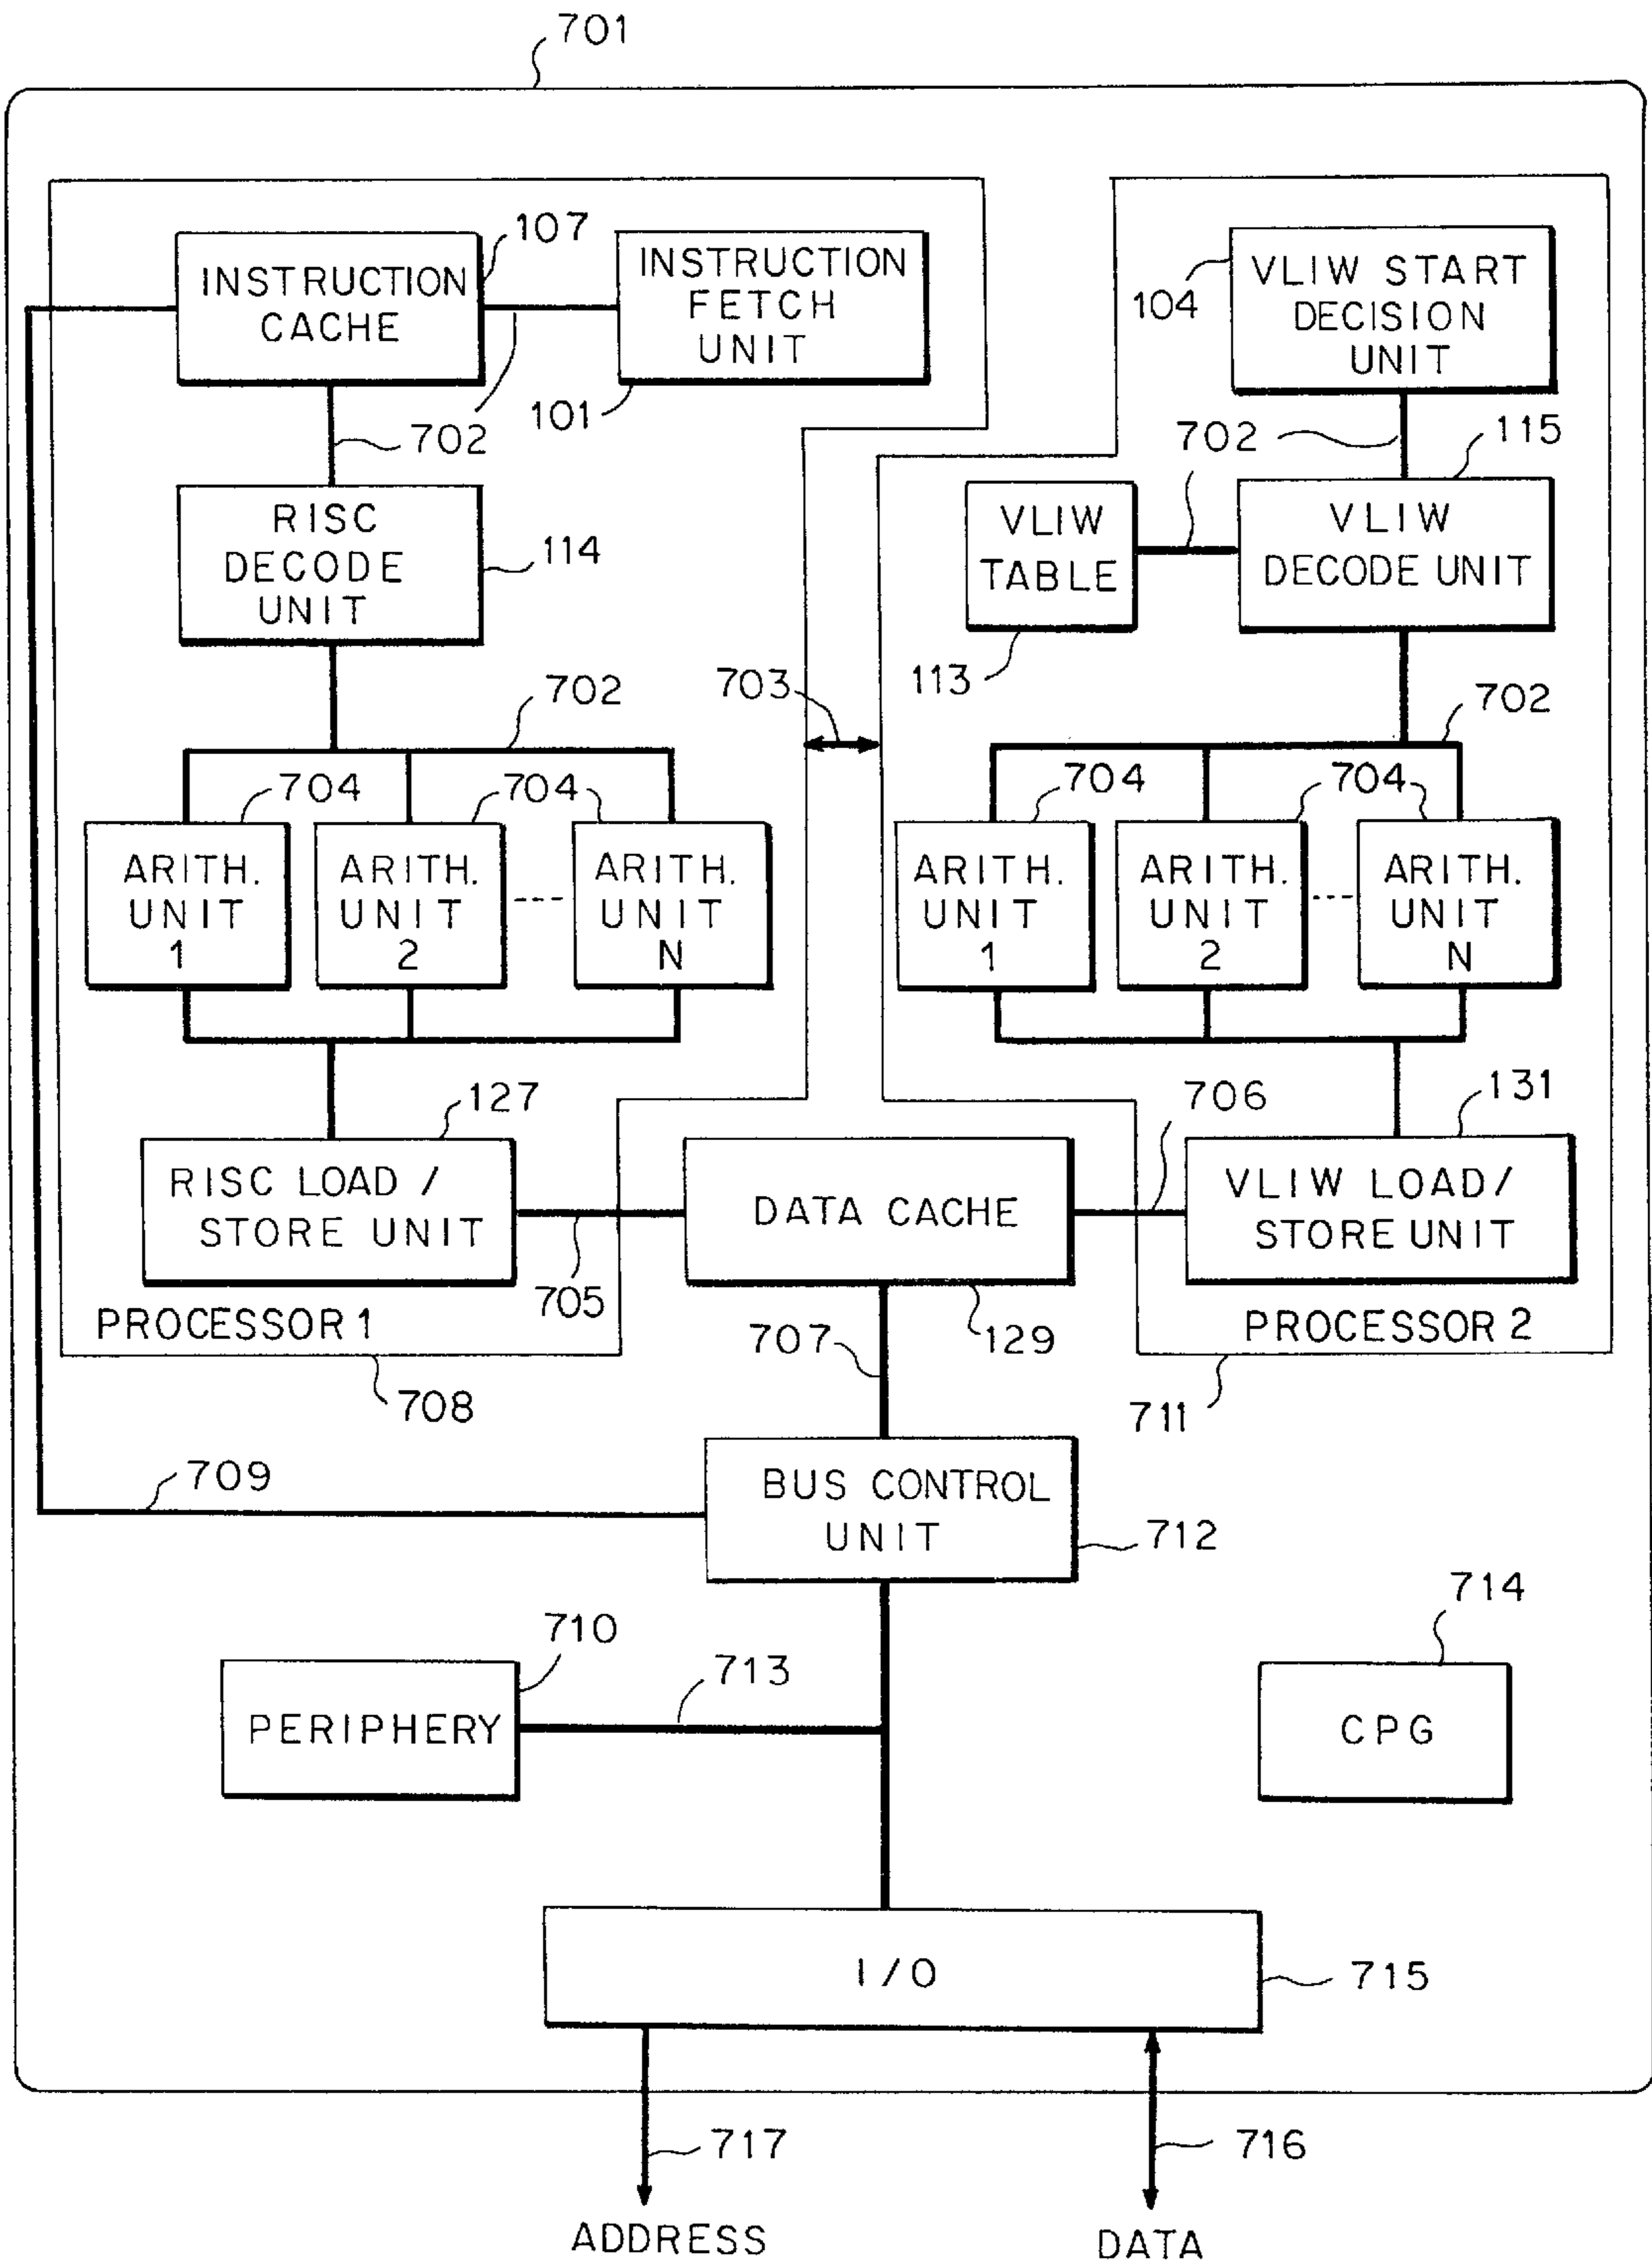 701
107
INSTRUCTION
CACHE
INSTRUCTION
FETCH
UNIT
101
702
104
VLIW START
DECISION
UNIT
702
115
RISC
DECODE
UNIT
114
VLIW
TABLE
113
VLIW
DECODE UNIT
703
702
702
704
704
704
704
ARITH.
UNIT
1
ARITH.
UNIT
2
ARITH.
UNIT
N
ARITH.
UNIT
1
ARITH.
UNIT
2
ARITH.
UNIT
N
127
706
131
RISC LOAD /
STORE UNIT
705
DATA CACHE
129
VLIW LOAD/
STORE UNIT
PROCESSOR 1
708
707
PROCESSOR 2
711
709
BUS CONTROL
UNIT
712
710
PERIPHERY
713
714
CPG
I/O
715
717
716
ADDRESS
DATA